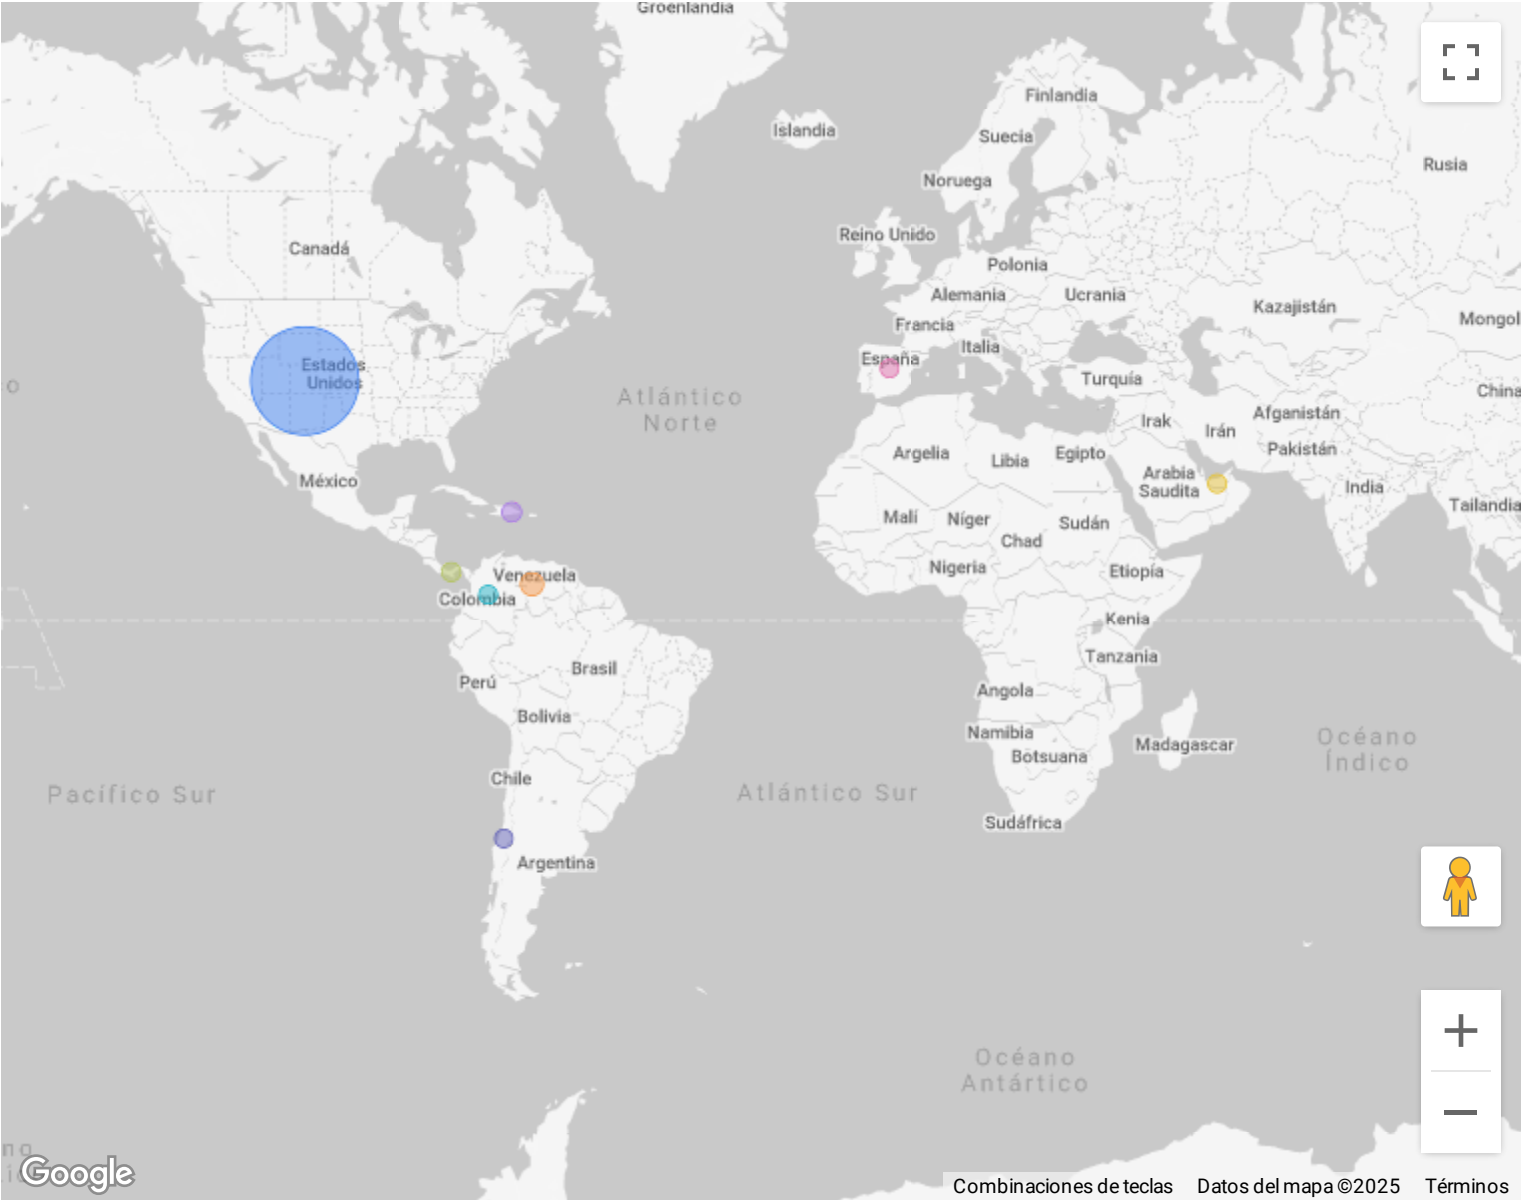 Groenlandia
Finlandia
Islandia
Suecia
Rusia
Noruega
Reino Unido
Canadá
Polonia
Alemania
Ucrania
Kazajistán
Francia
Mongol
Italia
España
Estados
Unidos
Turquía
o
China
Atlántico
Norte
Afganistán
Irak
Irán
Pakistán
Argelia
Libia
Egipto
Arabia
Saudita
México
India
Tailandia
Malí
Níger
Sudán
Chad
Nigeria
Etiopía
Venezuela
Colombia
Kenia
Tanzania
Brasil
Perú
Angola
Bolivia
Namibia
Botsuana
Madagascar
Océano
Índico
Chile
Pacífico Sur
Atlántico Sur
Sudáfrica
Argentina
Océano
Antártico
no
Google
Combinaciones de teclas
Datos del mapa ©2025
Términos